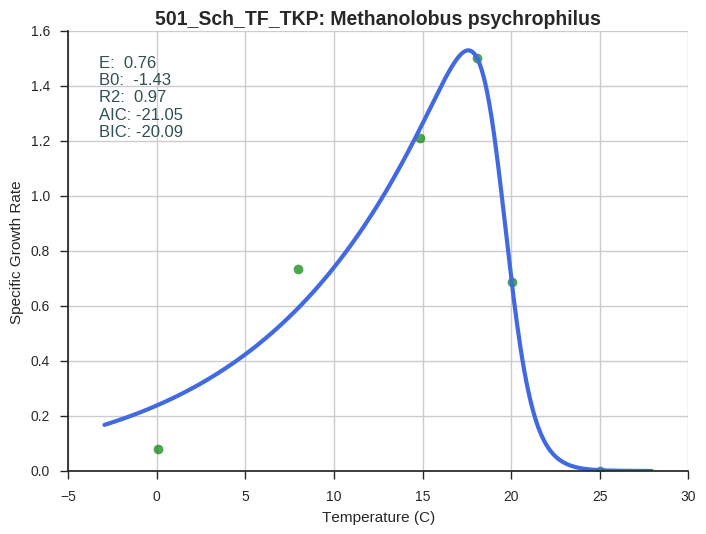 501_Sch_TF_TKP: Methanolobus psychrophilus
E:  0.76
B0:  -1.43
R2:  0.97
AIC: -21.05
BIC: -20.09
1.6
1.4
1.2
1.0
0.8
0.6
0.4
0.2
0.0
Specific Growth Rate
−5 0 5 10 15 20 25 30
Temperature (C)